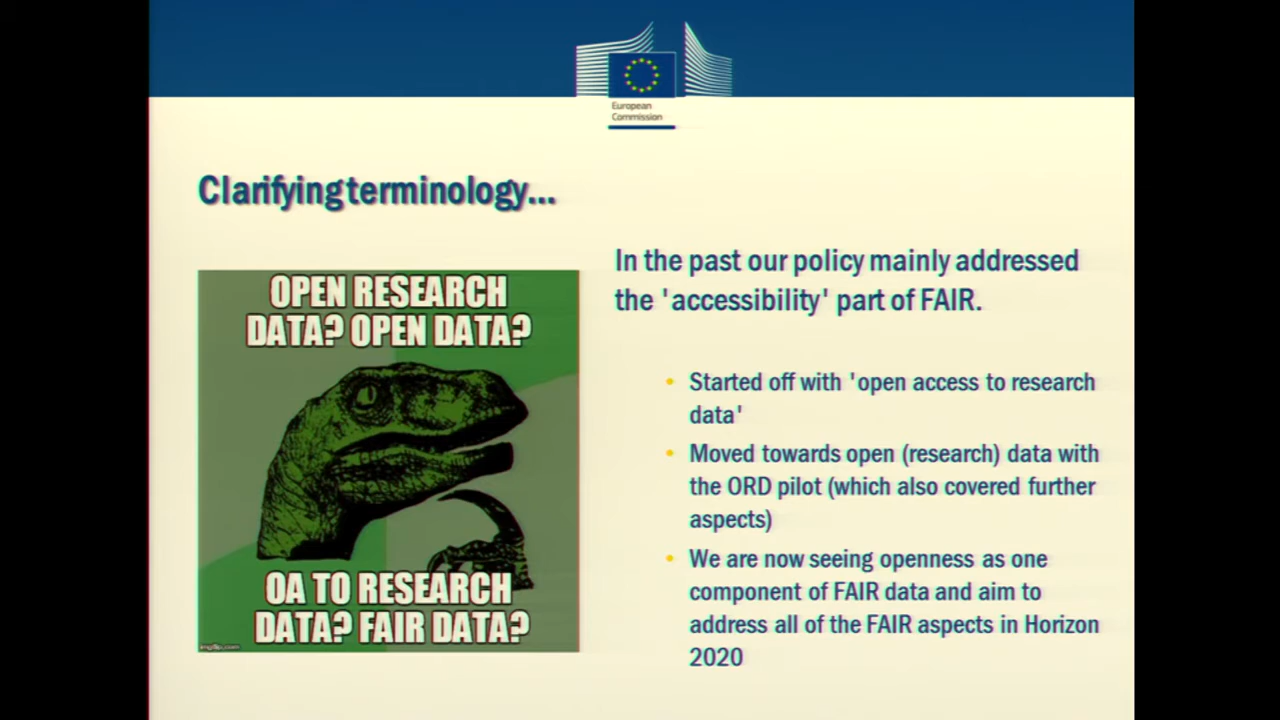 European
Commission
Clarifying terminology...
OPEN RESEARCH
DATA? OPEN DATA?
OA TO RESEARCH
DATA? FAIR DATA?
imgflip.com
In the past our policy mainly addressed
the 'accessibility' part of FAIR.
• Started off with 'open access to research
data'
• Moved towards open (research) data with
the ORD pilot (which also covered further
aspects)
• We are now seeing openness as one
component of FAIR data and aim to
address all of the FAIR aspects in Horizon
2020